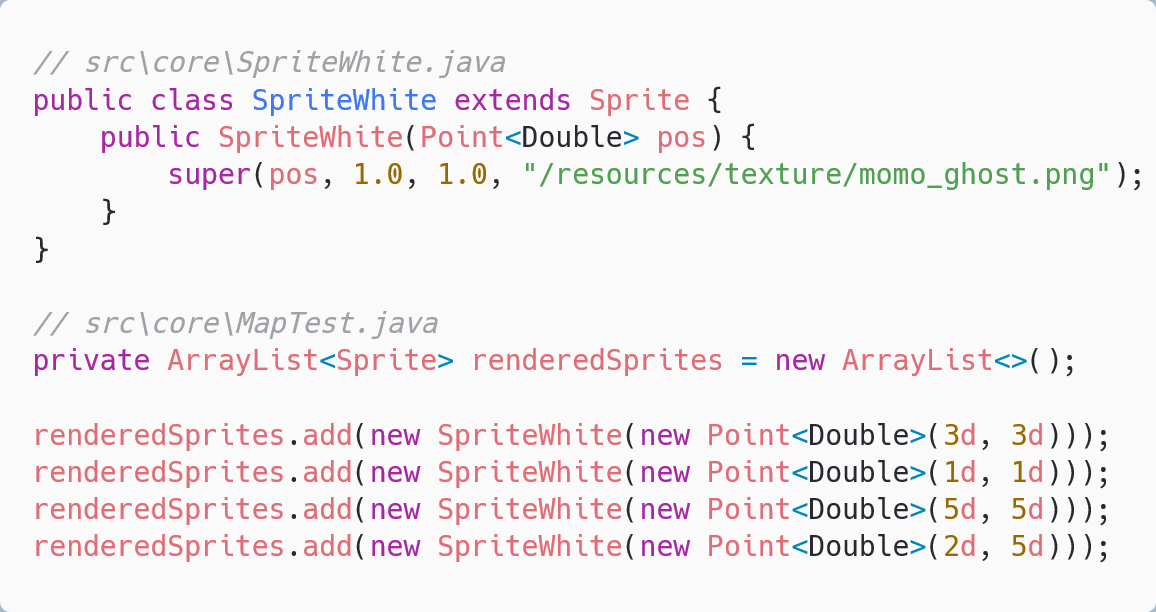 // src\core\SpriteWhite.java
public class SpriteWhite extends Sprite {
    public SpriteWhite(Point<Double> pos) {
        super(pos, 1.0, 1.0, "/resources/texture/momo_ghost.png");
    }
}

// src\core\MapTest.java
private ArrayList<Sprite> renderedSprites = new ArrayList<>();

renderedSprites.add(new SpriteWhite(new Point<Double>(3d, 3d)));
renderedSprites.add(new SpriteWhite(new Point<Double>(1d, 1d)));
renderedSprites.add(new SpriteWhite(new Point<Double>(5d, 5d)));
renderedSprites.add(new SpriteWhite(new Point<Double>(2d, 5d)));